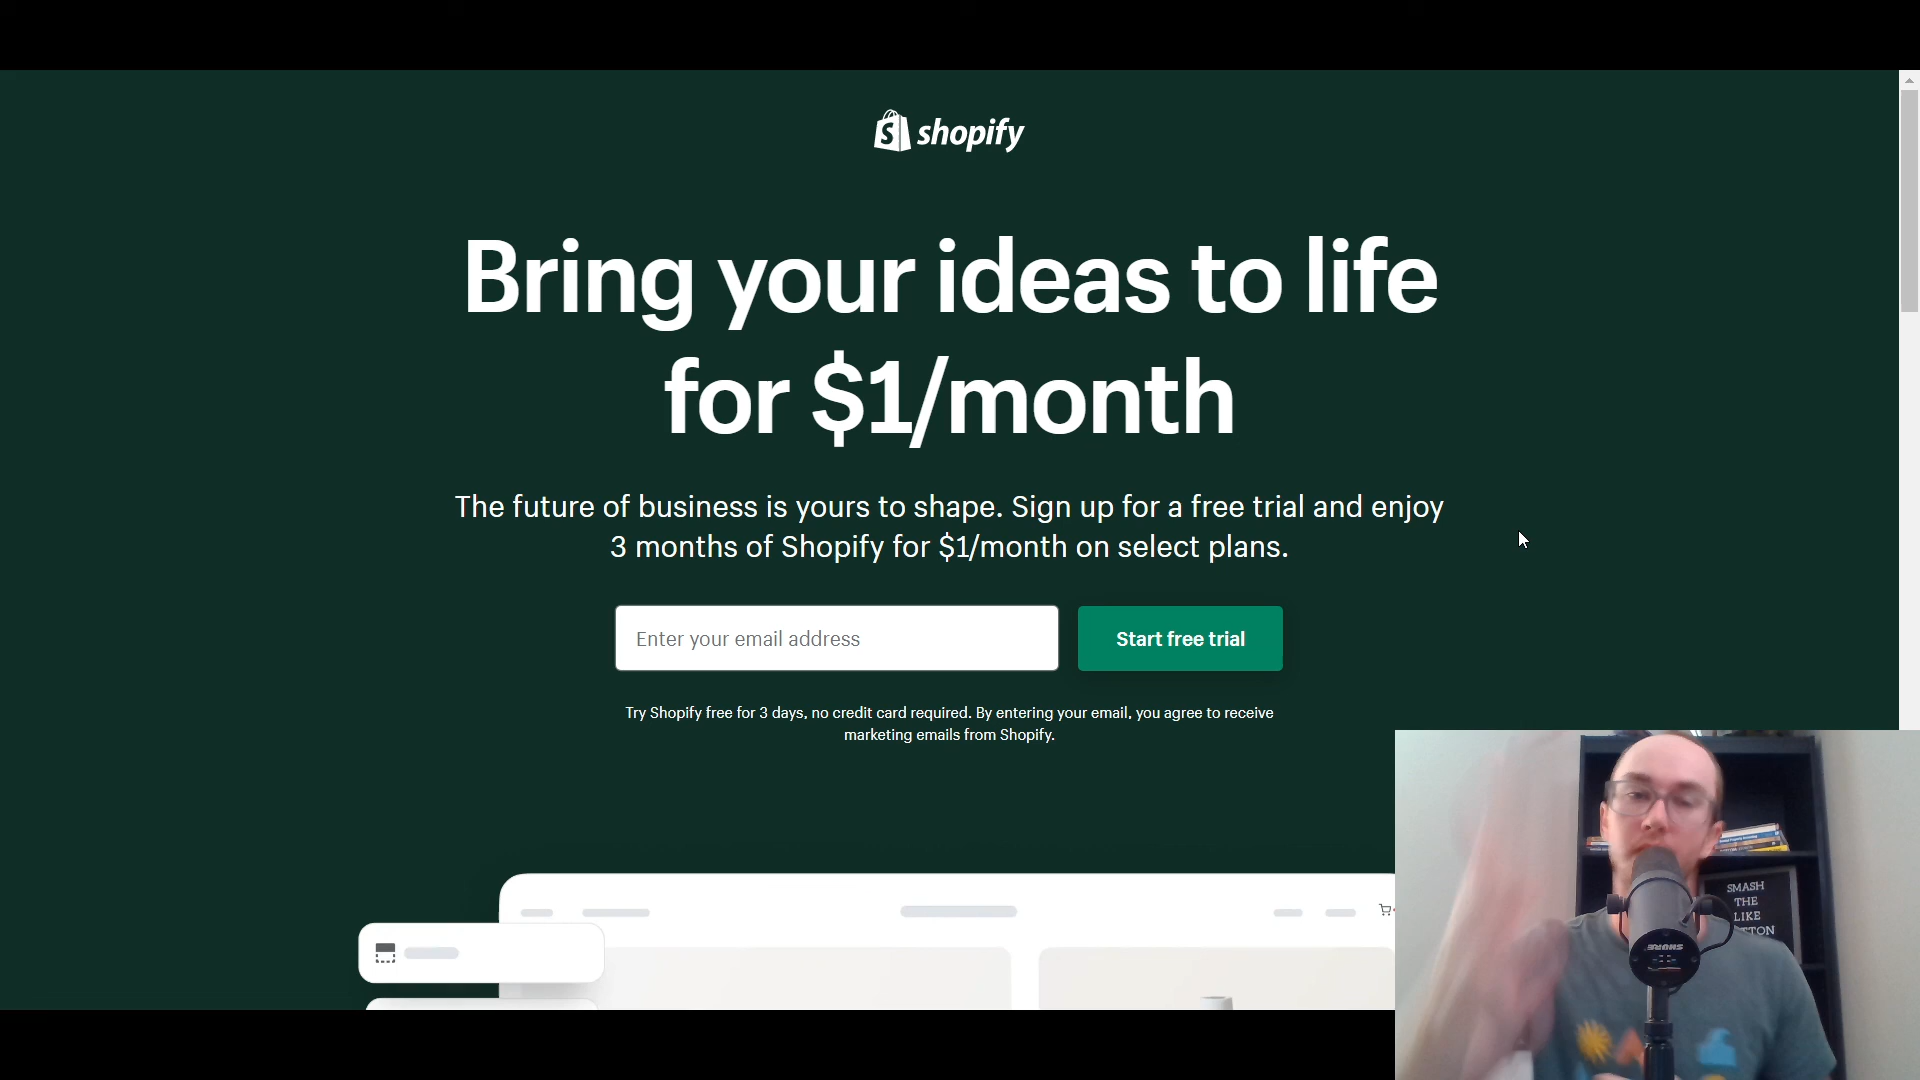 shopify
Bring your ideas to life
for $1/month
The future of business is yours to shape. Sign up for a free trial and enjoy
3 months of Shopify for $1/month on select plans.
Enter your email address
Start free trial
Try Shopify free for 3 days, no credit card required. By entering your email, you agree to receive
marketing emails from Shopify.
SMASH
THE
LIKE
TTON